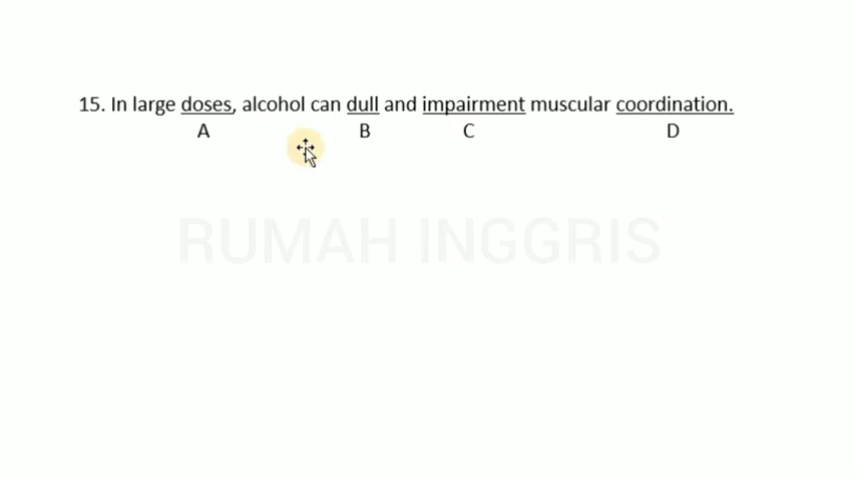 15. In large doses, alcohol can dull and impairment muscular coordination.
A B C D
RUMAH INGGRIS